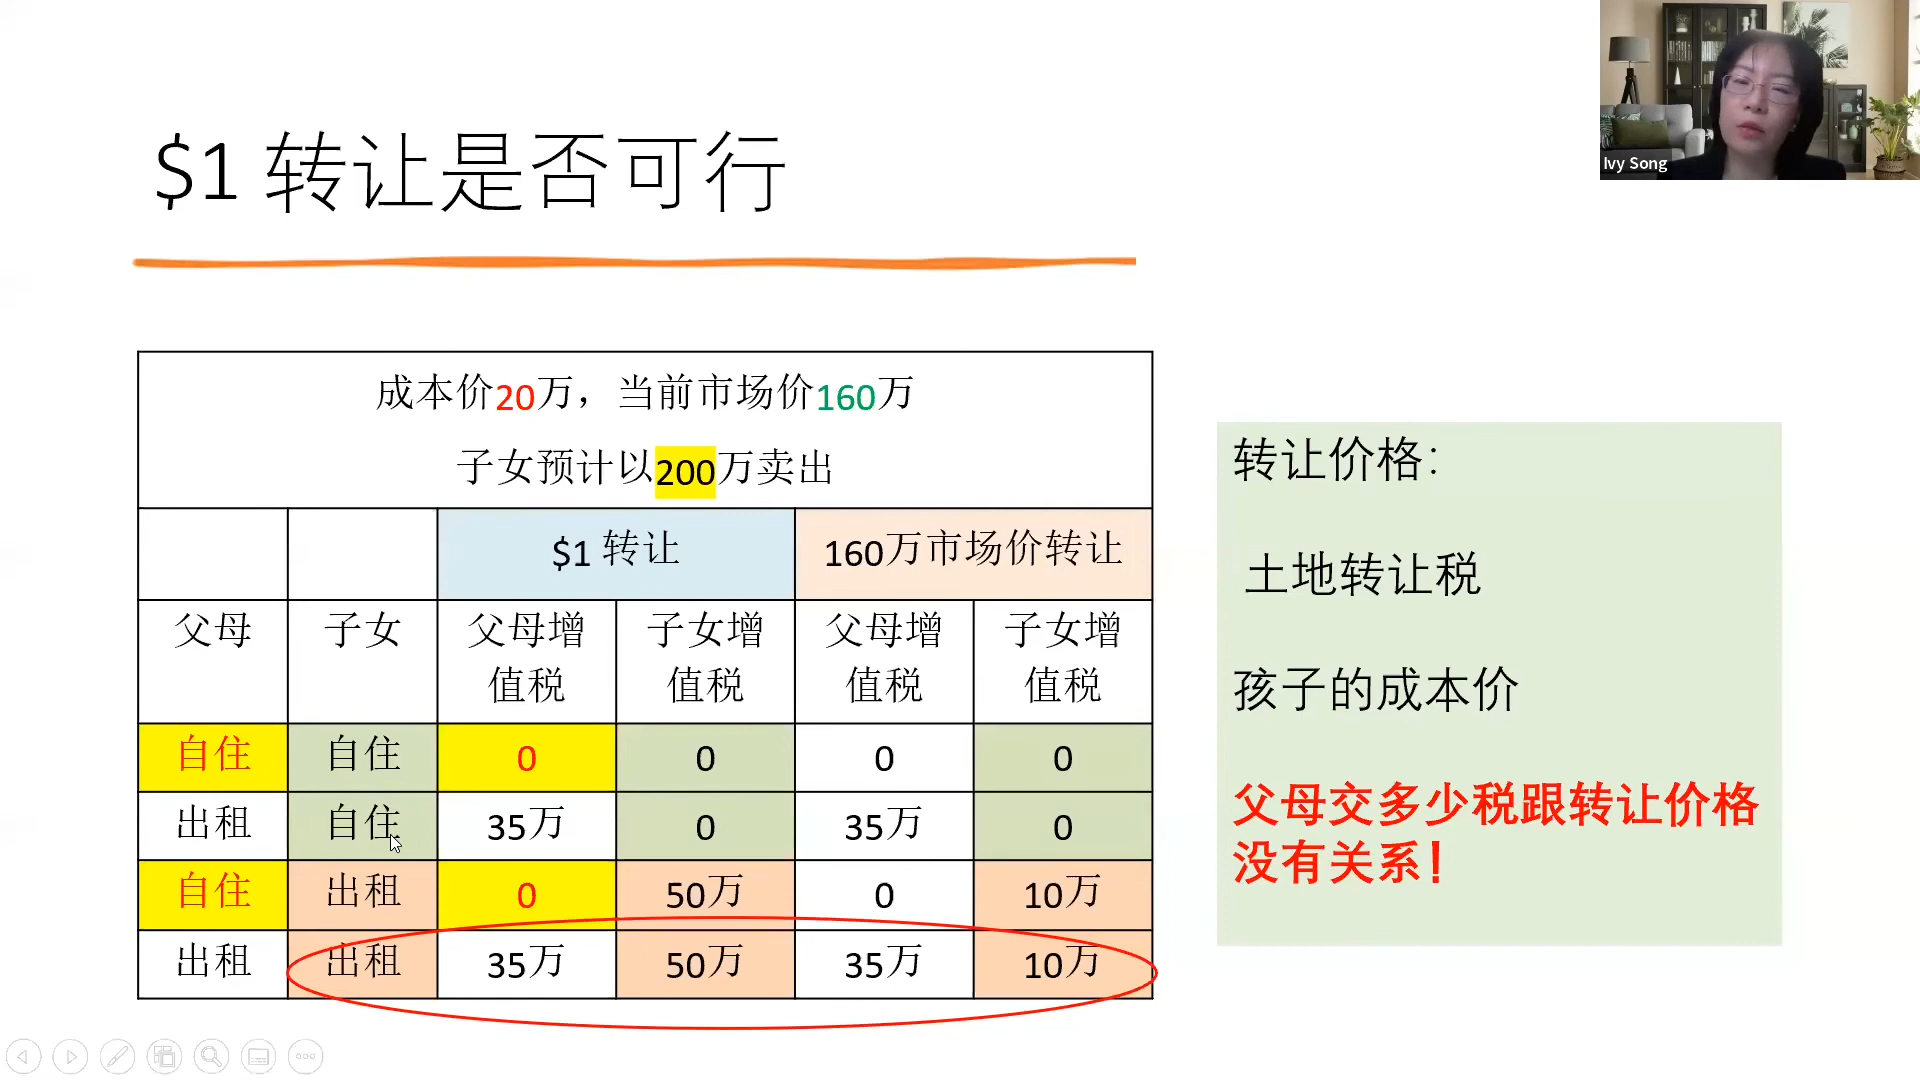 $1 转让是否可行
Ivy Song
成本价20万，当前市场价160万
子女预计以200万卖出
$1 转让 160万市场价转让
父母 子女 父母增值税 子女增值税 父母增值税 子女增值税
自住 自住 0 0 0 0
出租 自住 35万 0 35万 0
自住 出租 0 50万 0 10万
出租 出租 35万 50万 35万 10万
转让价格：
土地转让税
孩子的成本价
父母交多少税跟转让价格
没有关系！